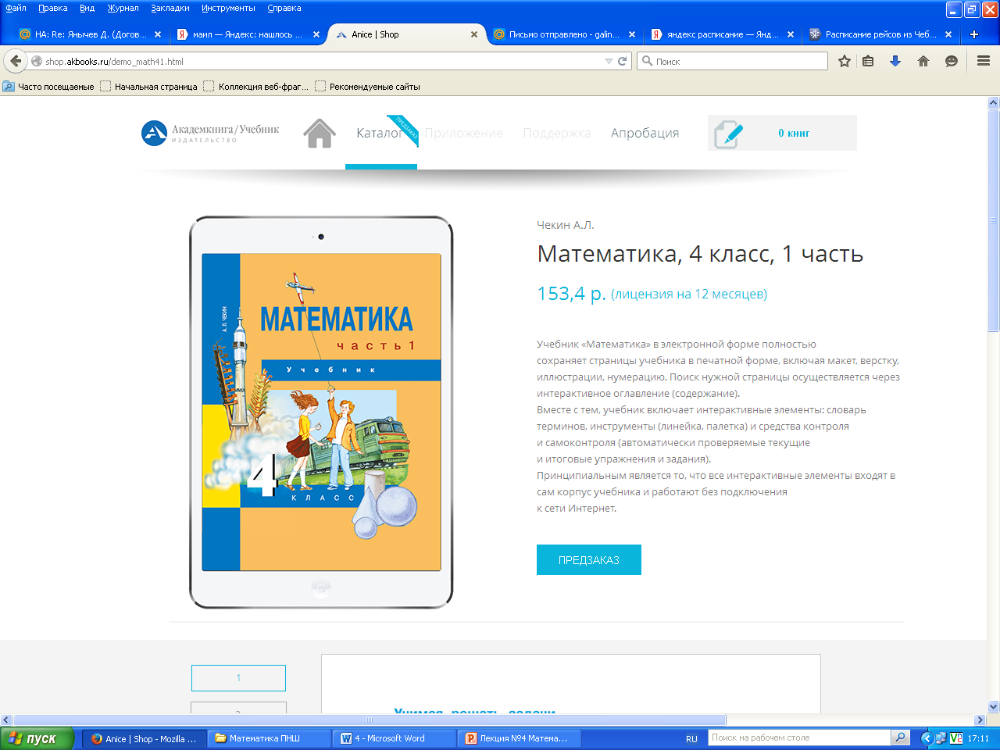 Файл Правка Вид Журнал Закладки Инструменты Справка
НА: Re: Янычев Д. (Догов...
маил — Яндекс: нашлось ...
Anice | Shop
Письмо отправлено - galin...
яндекс расписание — Янд...
Расписание рейсов из Чеб...
shop.akbooks.ru/demo_math41.html
Поиск
Часто посещаемые
Начальная страница
Коллекция веб-фраг...
Рекомендуемые сайты
Академкнига/Учебник
ИЗДАТЕЛЬСТВО
Каталог
ПРЕДЗАКАЗ
Приложение
Поддержка
Апробация
0 книг
А.Л. ЧЕКИН
МАТЕМАТИКА
часть 1
Учебник
4
КЛАСС
Чекин А.Л.
Математика, 4 класс, 1 часть
153,4 р. (лицензия на 12 месяцев)
Учебник «Математика» в электронной форме полностью
сохраняет страницы учебника в печатной форме, включая макет, верстку,
иллюстрации, нумерацию. Поиск нужной страницы осуществляется через
интерактивное оглавление (содержание).
Вместе с тем, учебник включает интерактивные элементы: словарь
терминов, инструменты (линейка, палетка) и средства контроля
и самоконтроля (автоматически проверяемые текущие
и итоговые упражнения и задания).
Принципиальным является то, что все интерактивные элементы входят в
сам корпус учебника и работают без подключения
к сети Интернет.
ПРЕДЗАКАЗ
1
2
Учимся решать задачи
пуск
Anice | Shop - Mozilla ...
Математика ПНШ
4 - Microsoft Word
Лекция №4 Матема...
RU
Поиск на рабочем столе
17:11